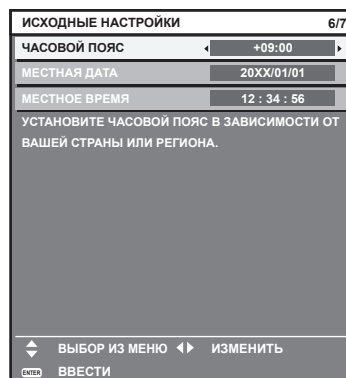 ИСХОДНЫЕ НАСТРОЙКИ 6/7
ЧАСОВОЙ ПОЯС +09:00
МЕСТНАЯ ДАТА 20XX/01/01
МЕСТНОЕ ВРЕМЯ 12 : 34 : 56
УСТАНОВИТЕ ЧАСОВОЙ ПОЯС В ЗАВИСИМОСТИ ОТ
ВАШЕЙ СТРАНЫ ИЛИ РЕГИОНА.
ВЫБОР ИЗ МЕНЮ ИЗМЕНИТЬ
ENTER ВВЕСТИ